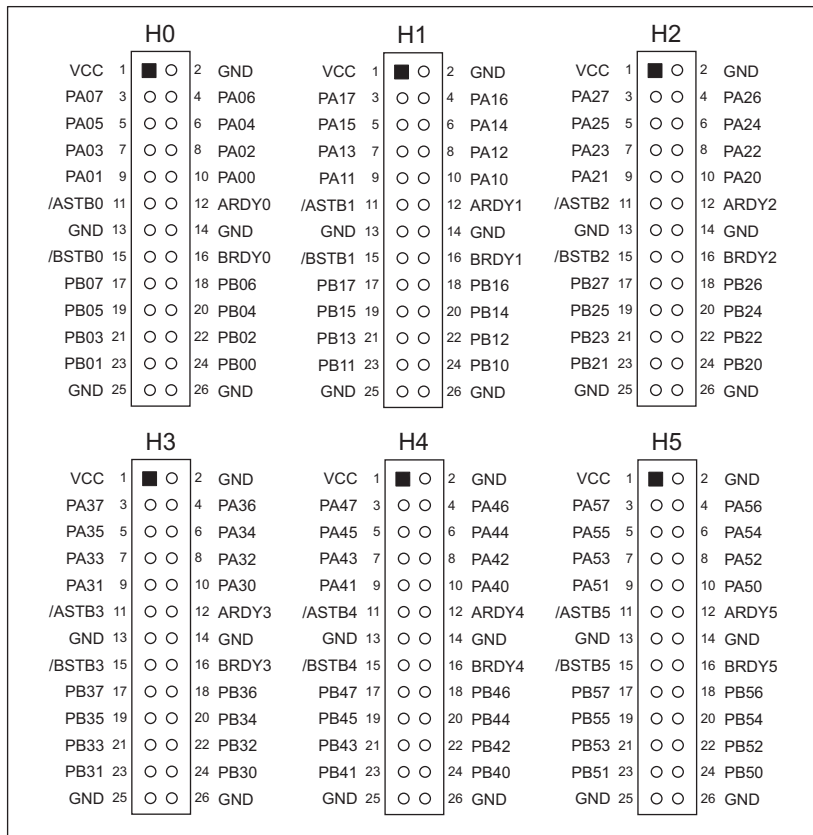 H0 H1 H2
VCC 1 2 GND VCC 1 2 GND VCC 1 2 GND
PA07 3 4 PA06 PA17 3 4 PA16 PA27 3 4 PA26
PA05 5 6 PA04 PA15 5 6 PA14 PA25 5 6 PA24
PA03 7 8 PA02 PA13 7 8 PA12 PA23 7 8 PA22
PA01 9 10 PA00 PA11 9 10 PA10 PA21 9 10 PA20
/ASTB0 11 12 ARDY0 /ASTB1 11 12 ARDY1 /ASTB2 11 12 ARDY2
GND 13 14 GND GND 13 14 GND GND 13 14 GND
/BSTB0 15 16 BRDY0 /BSTB1 15 16 BRDY1 /BSTB2 15 16 BRDY2
PB07 17 18 PB06 PB17 17 18 PB16 PB27 17 18 PB26
PB05 19 20 PB04 PB15 19 20 PB14 PB25 19 20 PB24
PB03 21 22 PB02 PB13 21 22 PB12 PB23 21 22 PB22
PB01 23 24 PB00 PB11 23 24 PB10 PB21 23 24 PB20
GND 25 26 GND GND 25 26 GND GND 25 26 GND
H3 H4 H5
VCC 1 2 GND VCC 1 2 GND VCC 1 2 GND
PA37 3 4 PA36 PA47 3 4 PA46 PA57 3 4 PA56
PA35 5 6 PA34 PA45 5 6 PA44 PA55 5 6 PA54
PA33 7 8 PA32 PA43 7 8 PA42 PA53 7 8 PA52
PA31 9 10 PA30 PA41 9 10 PA40 PA51 9 10 PA50
/ASTB3 11 12 ARDY3 /ASTB4 11 12 ARDY4 /ASTB5 11 12 ARDY5
GND 13 14 GND GND 13 14 GND GND 13 14 GND
/BSTB3 15 16 BRDY3 /BSTB4 15 16 BRDY4 /BSTB5 15 16 BRDY5
PB37 17 18 PB36 PB47 17 18 PB46 PB57 17 18 PB56
PB35 19 20 PB34 PB45 19 20 PB44 PB55 19 20 PB54
PB33 21 22 PB32 PB43 21 22 PB42 PB53 21 22 PB52
PB31 23 24 PB30 PB41 23 24 PB40 PB51 23 24 PB50
GND 25 26 GND GND 25 26 GND GND 25 26 GND